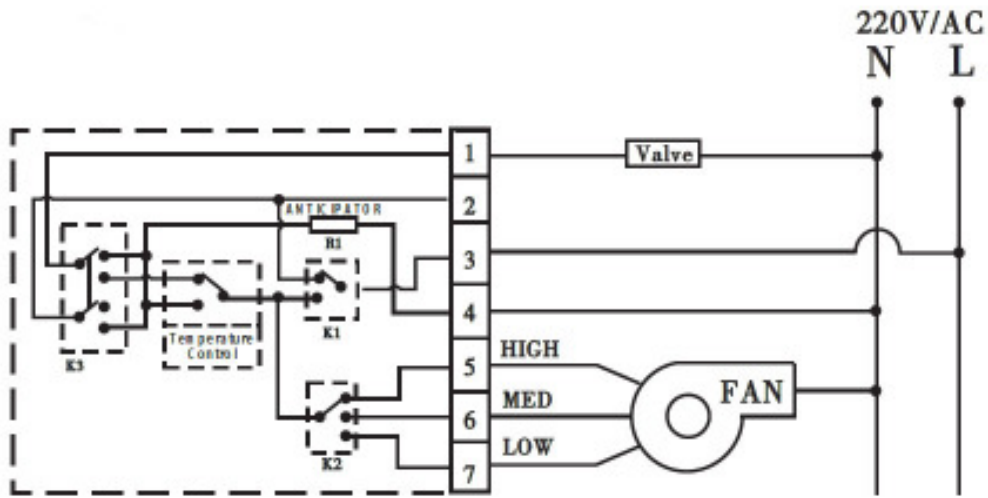 220V/AC
N L
1
Valve
2
ANTICIPATOR
R1
3
K1
4
Temperature
Control
K3
5
HIGH
FAN
6
MED
LOW
K2
7